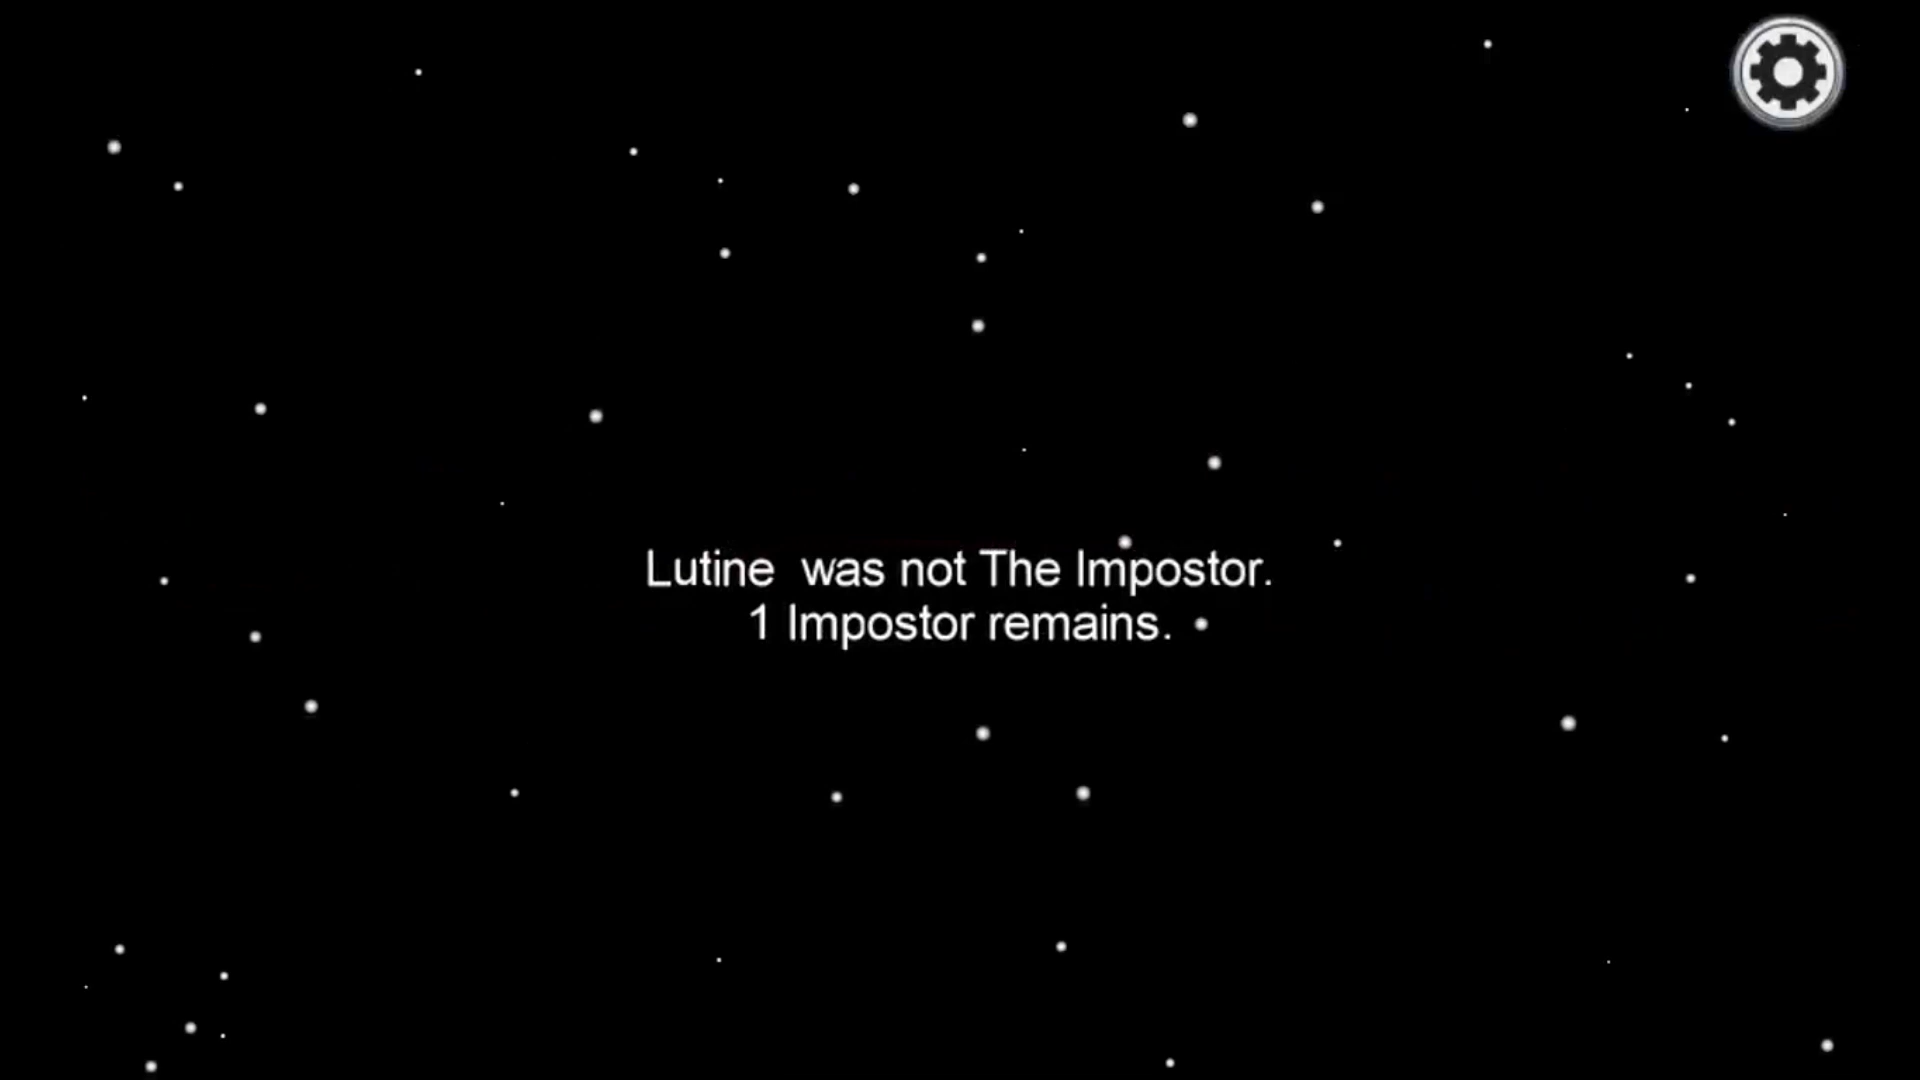 Lutine  was not The Impostor.
1 Impostor remains.